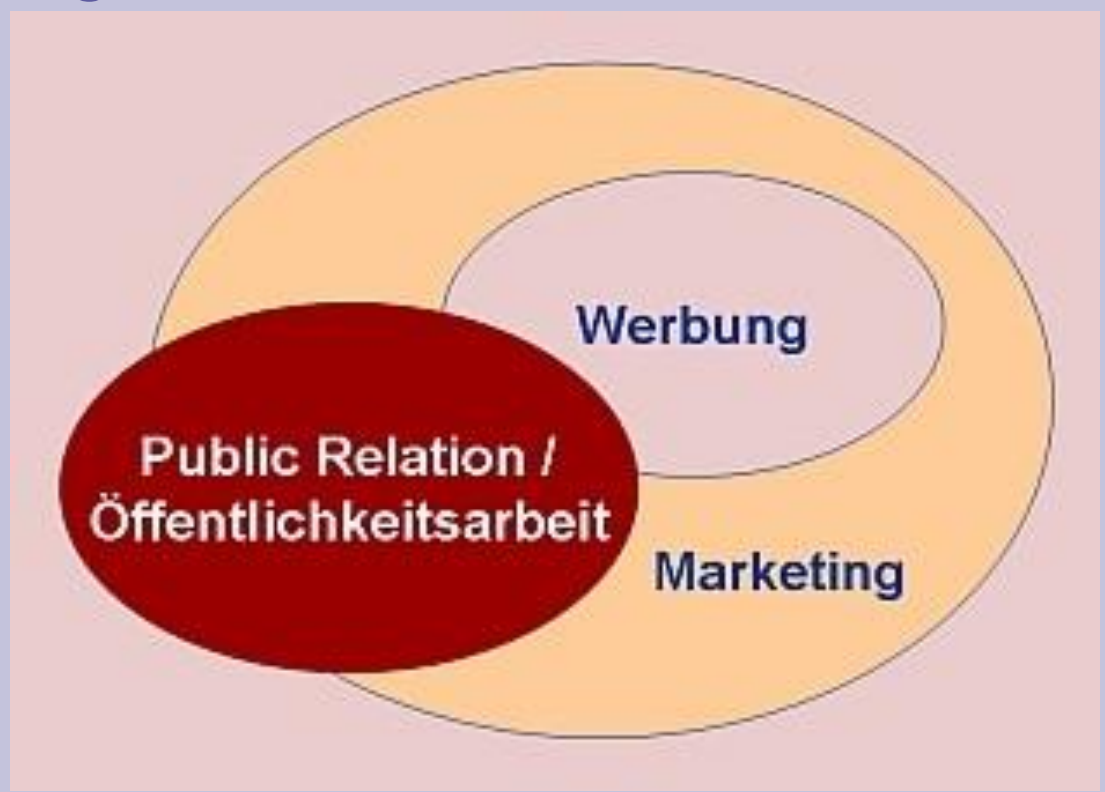 Werbung
Public Relation /
Öffentlichkeitsarbeit
Marketing